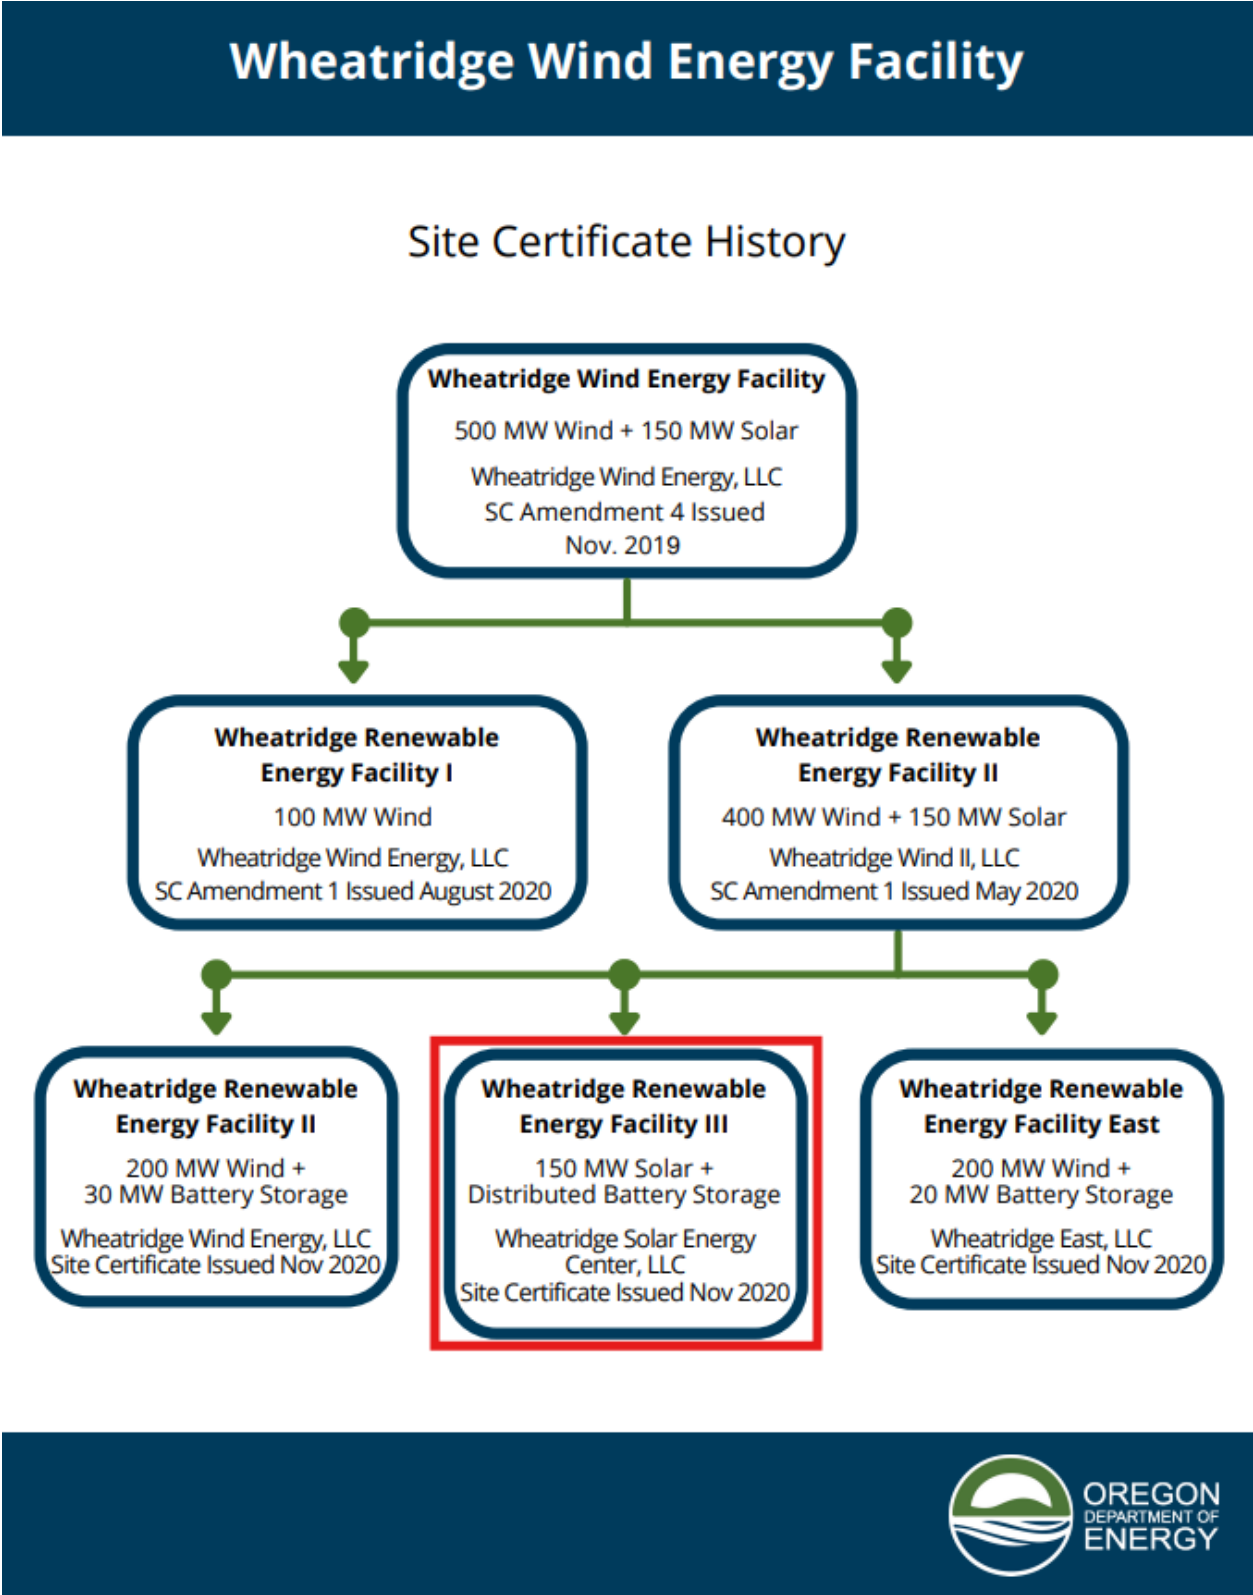 Wheatridge Wind Energy Facility
Site Certificate History
Wheatridge Wind Energy Facility
500 MW Wind + 150 MW Solar
Wheatridge Wind Energy, LLC
SC Amendment 4 Issued
Nov. 2019
Wheatridge Renewable
Energy Facility I
100 MW Wind
Wheatridge Wind Energy, LLC
SC Amendment 1 Issued August 2020
Wheatridge Renewable
Energy Facility II
400 MW Wind + 150 MW Solar
Wheatridge Wind II, LLC
SC Amendment 1 Issued May 2020
Wheatridge Renewable
Energy Facility II
200 MW Wind +
30 MW Battery Storage
Wheatridge Wind Energy, LLC
Site Certificate Issued Nov 2020
Wheatridge Renewable
Energy Facility III
150 MW Solar +
Distributed Battery Storage
Wheatridge Solar Energy
Center, LLC
Site Certificate Issued Nov 2020
Wheatridge Renewable
Energy Facility East
200 MW Wind +
20 MW Battery Storage
Wheatridge East, LLC
Site Certificate Issued Nov 2020
OREGON
DEPARTMENT OF
ENERGY